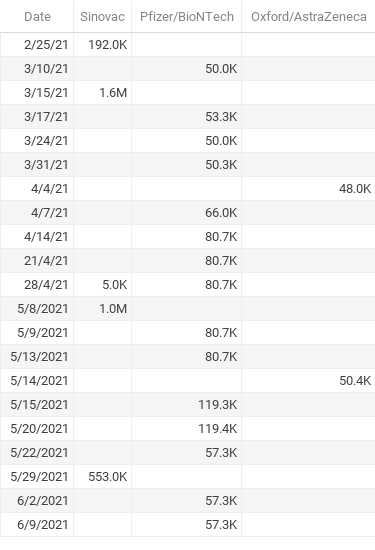 Date Sinovac Pfizer/BioNTech Oxford/AstraZeneca
2/25/21 192.0K
3/10/21 50.0K
3/15/21 1.6M
3/17/21 53.3K
3/24/21 50.0K
3/31/21 50.3K
4/4/21 48.0K
4/7/21 66.0K
4/14/21 80.7K
21/4/21 80.7K
28/4/21 5.0K 80.7K
5/8/2021 1.0M
5/9/2021 80.7K
5/13/2021 80.7K
5/14/2021 50.4K
5/15/2021 119.3K
5/20/2021 119.4K
5/22/2021 57.3K
5/29/2021 553.0K
6/2/2021 57.3K
6/9/2021 57.3K